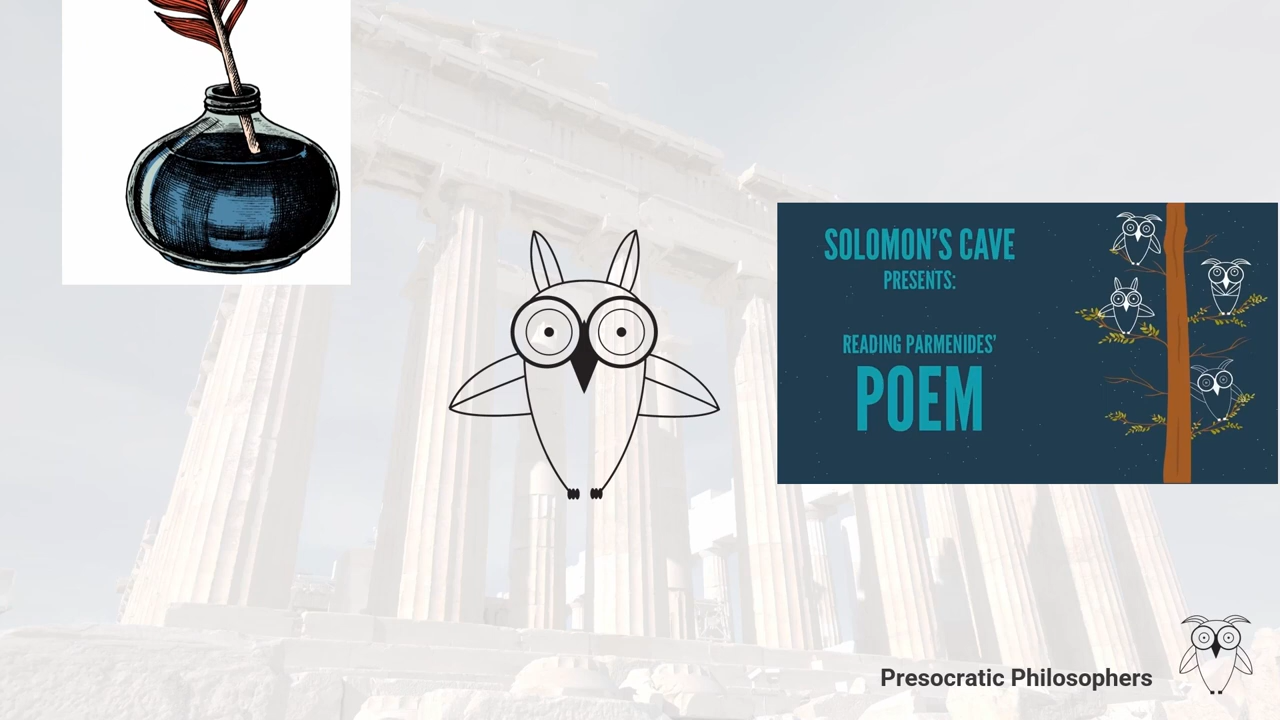 SOLOMON'S CAVE
PRESENTS:
READING PARMENIDES'
POEM
Presocratic Philosophers